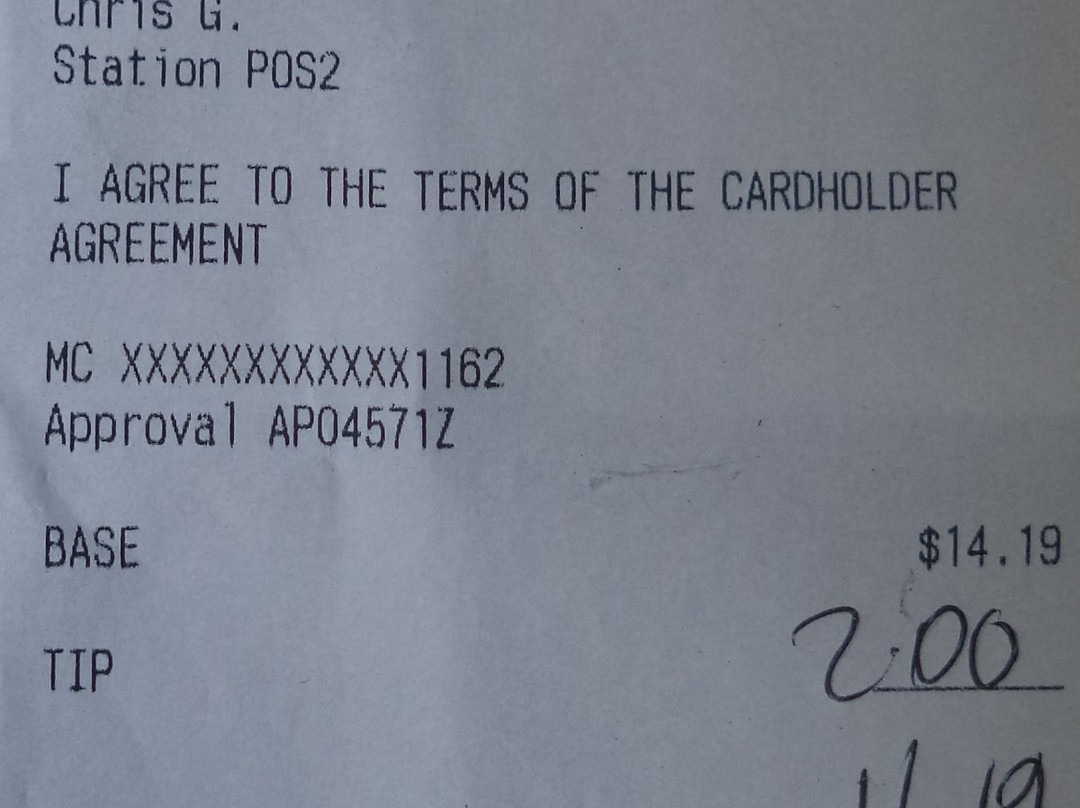 Chris G.
Station POS2
I AGREE TO THE TERMS OF THE CARDHOLDER
AGREEMENT
MC XXXXXXXXXXXX1162
Approval AP04571Z
BASE $14.19
TIP 2.00